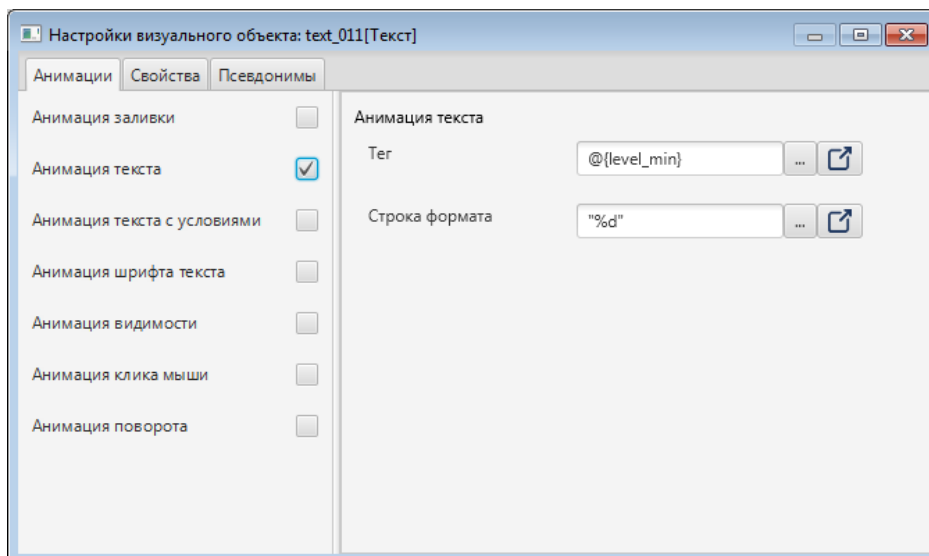 Настройки визуального объекта: text_011[Текст]
Анимации Свойства Псевдонимы
Анимация заливки
Анимация текста
Анимация текста с условиями
Анимация шрифта текста
Анимация видимости
Анимация клика мыши
Анимация поворота
Анимация текста
Тег @{level_min} ...
Строка формата "%d" ...